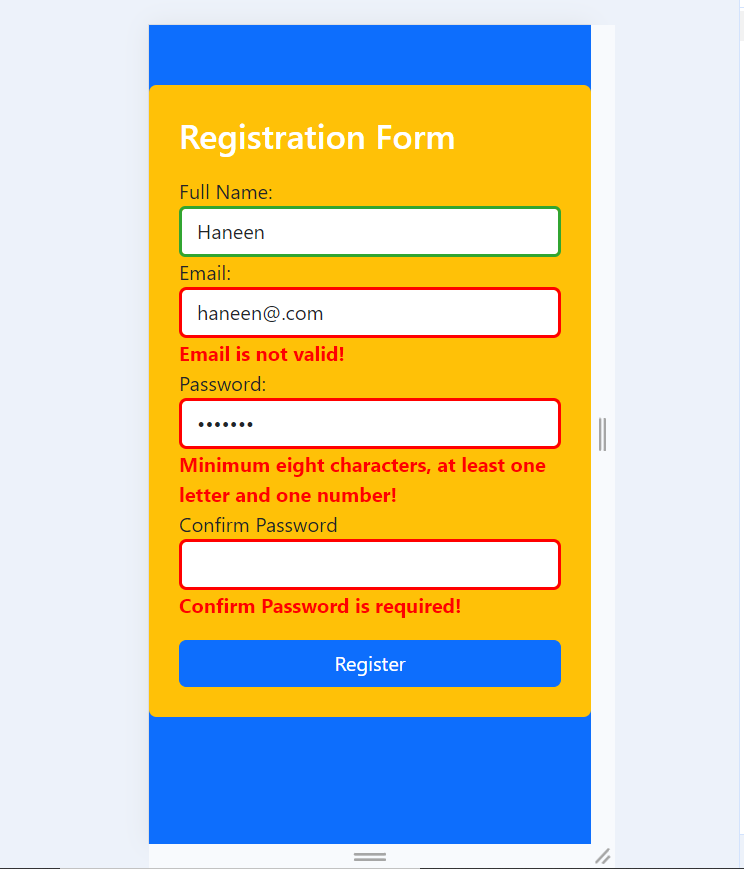 Registration Form
Full Name:
Haneen
Email:
haneen@.com
Email is not valid!
Password:
•••••••
Minimum eight characters, at least one
letter and one number!
Confirm Password
Confirm Password is required!
Register